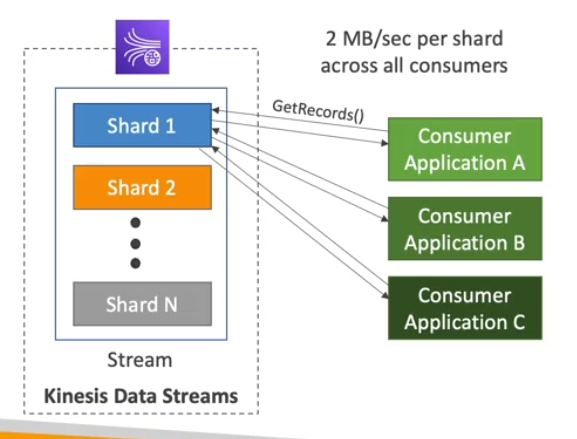 2 MB/sec per shard
across all consumers
GetRecords()
Shard 1
Shard 2
Shard N
Stream
Kinesis Data Streams
Consumer
Application A
Consumer
Application B
Consumer
Application C